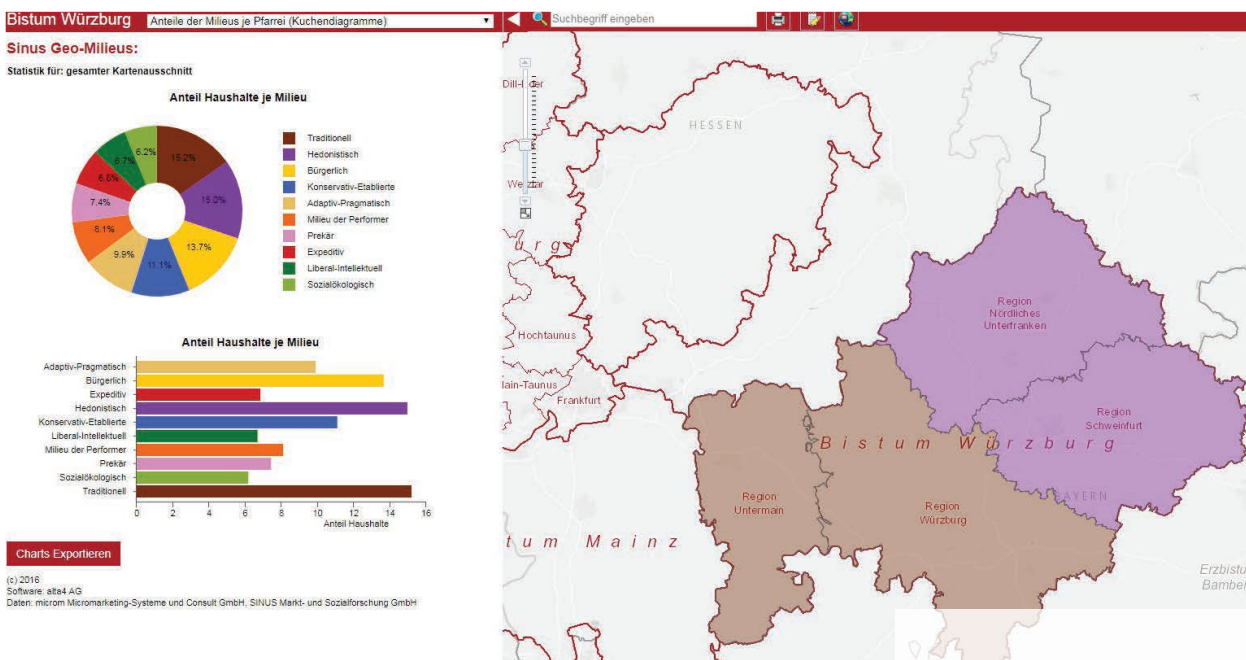 Bistum Würzburg
Anteile der Milieus je Pfarrei (Kuchendiagramme)
Suchbegriff eingeben
Sinus Geo-Milieus:
Statistik für: gesamter Kartenausschnitt
Anteil Haushalte je Milieu
15.2%
15.0%
13.7%
11.1%
9.9%
8.1%
7.4%
6.7%
6.2%
Traditionell
Hedonistisch
Bürgerlich
Konservativ-Etablierte
Adaptiv-Pragmatisch
Milieu der Performer
Prekär
Expeditiv
Liberal-Intellektuell
Sozialökologisch
Anteil Haushalte je Milieu
Adaptiv-Pragmatisch
Bürgerlich
Expeditiv
Hedonistisch
Konservativ-Etablierte
Liberal-Intellektuell
Milieu der Performer
Prekär
Sozialökologisch
Traditionell
0 2 4 6 8 10 12 14 16
Anteil Haushalte
Charts Exportieren
(c) 2016
Software: alta4 AG
Daten: microm Micromarketing-Systeme und Consult GmbH, SINUS Markt- und Sozialforschung GmbH
HESSEN
urg
Hochtaunus
ain-Taunus
Frankfurt
Region
Nördliches
Unterfranken
Region
Schweinfurt
Bistum Würzburg
BAYERN
Region
Untermain
Region
Würzburg
tum Mainz
Erzbistu
Bambe